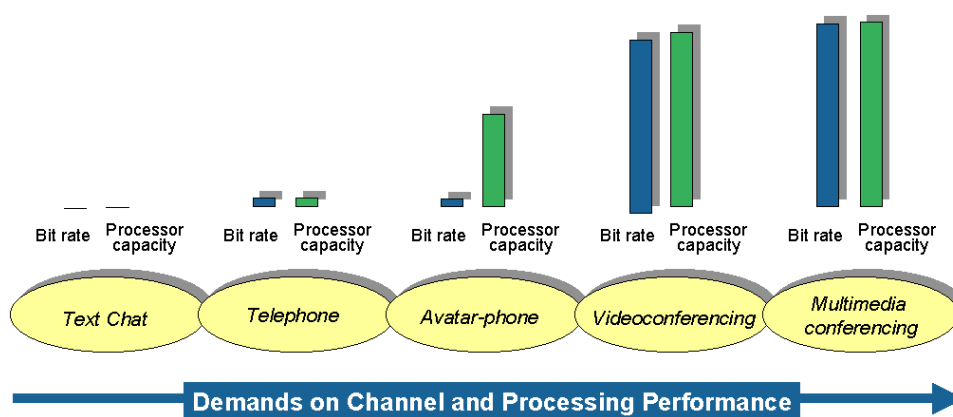 Bit rate
Processor
capacity
Bit rate
Processor
capacity
Bit rate
Processor
capacity
Bit rate
Processor
capacity
Bit rate
Processor
capacity
Text Chat
Telephone
Avatar-phone
Videoconferencing
Multimedia
conferencing
Demands on Channel and Processing Performance